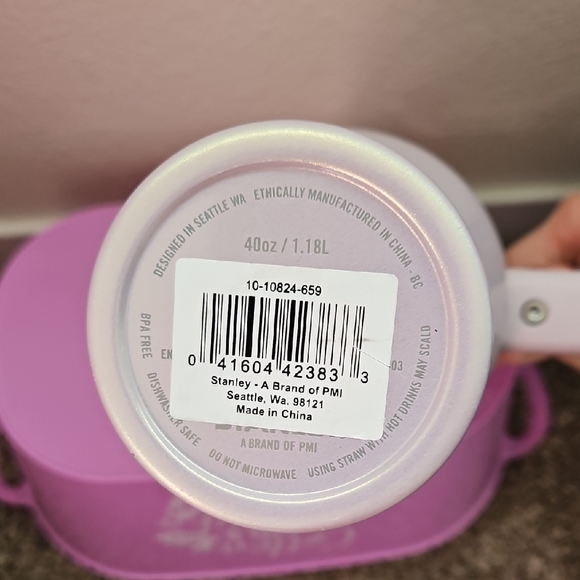 DESIGNED IN SEATTLE WA ETHICALLY MANUFACTURED IN CHINA - BC
40oz / 1.18L
10-10824-659
0 41604 42383 3
Stanley - A Brand of PMI
Seattle, Wa. 98121
Made in China
EN
03
A BRAND OF PMI
BPA FREE DISHWASHER SAFE DO NOT MICROWAVE USING STRAW WITH HOT DRINKS MAY SCALD